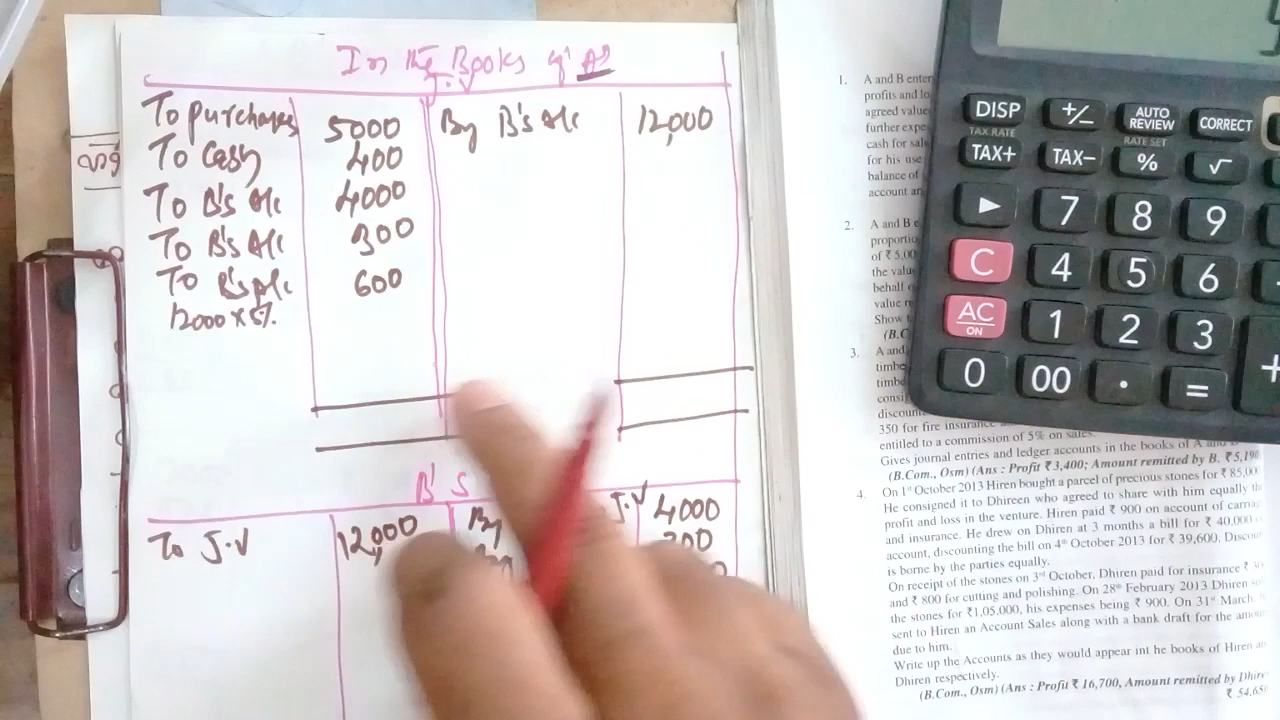 In the Books of A's
J.V
To purchases 5000 By B's A/c 12,000
To Cash 400
To B's A/c 4000
To B's A/c 300
To B's A/c 600
12000 x 5%.
B's
To J.V 12,000 By J.V 4000
300
1. A and B enter
profits and lo
agreed value
further expe
cash for sal
for his use
balance of
account an
2. A and B e
proportio
of ₹ 5,00
the valu
behalf o
value r
Show
(B.C
3. A and
timbe
timbe
consig
discount
350 for fire insurance
entitled to a commission of 5% on sales.
Gives journal entries and ledger accounts in the books of A and B
(B.Com., Osm) (Ans : Profit ₹ 3,400; Amount remitted by B. ₹ 5,190
4. On 1st October 2013 Hiren bought a parcel of precious stones for ₹ 85,000
He consigned it to Dhireen who agreed to share with him equally the
profit and loss in the venture. Hiren paid ₹ 900 on account of carria
and insurance. He drew on Dhiren at 3 months a bill for ₹ 40,000
account, discounting the bill on 4th October 2013 for ₹ 39,600, Discou
is borne by the parties equally.
On receipt of the stones on 3rd October, Dhiren paid for insurance ₹
and ₹ 800 for cutting and polishing. On 28th February 2013 Dhiren so
the stones for ₹1,05,000, his expenses being ₹ 900. On 31st March,
sent to Hiren an Account Sales along with a bank draft for the amou
due to him.
Write up the Accounts as they would appear int he books of Hiren an
Dhiren respectively.
(B.Com., Osm) (Ans : Profit ₹ 16,700, Amount remitted by Dhire
₹ 54,650
DISP +/− AUTO REVIEW CORRECT
TAX RATE RATE SET
TAX+ TAX− % √
▶ 7 8 9
C 4 5 6
AC ON 1 2 3 +
0 00 · =